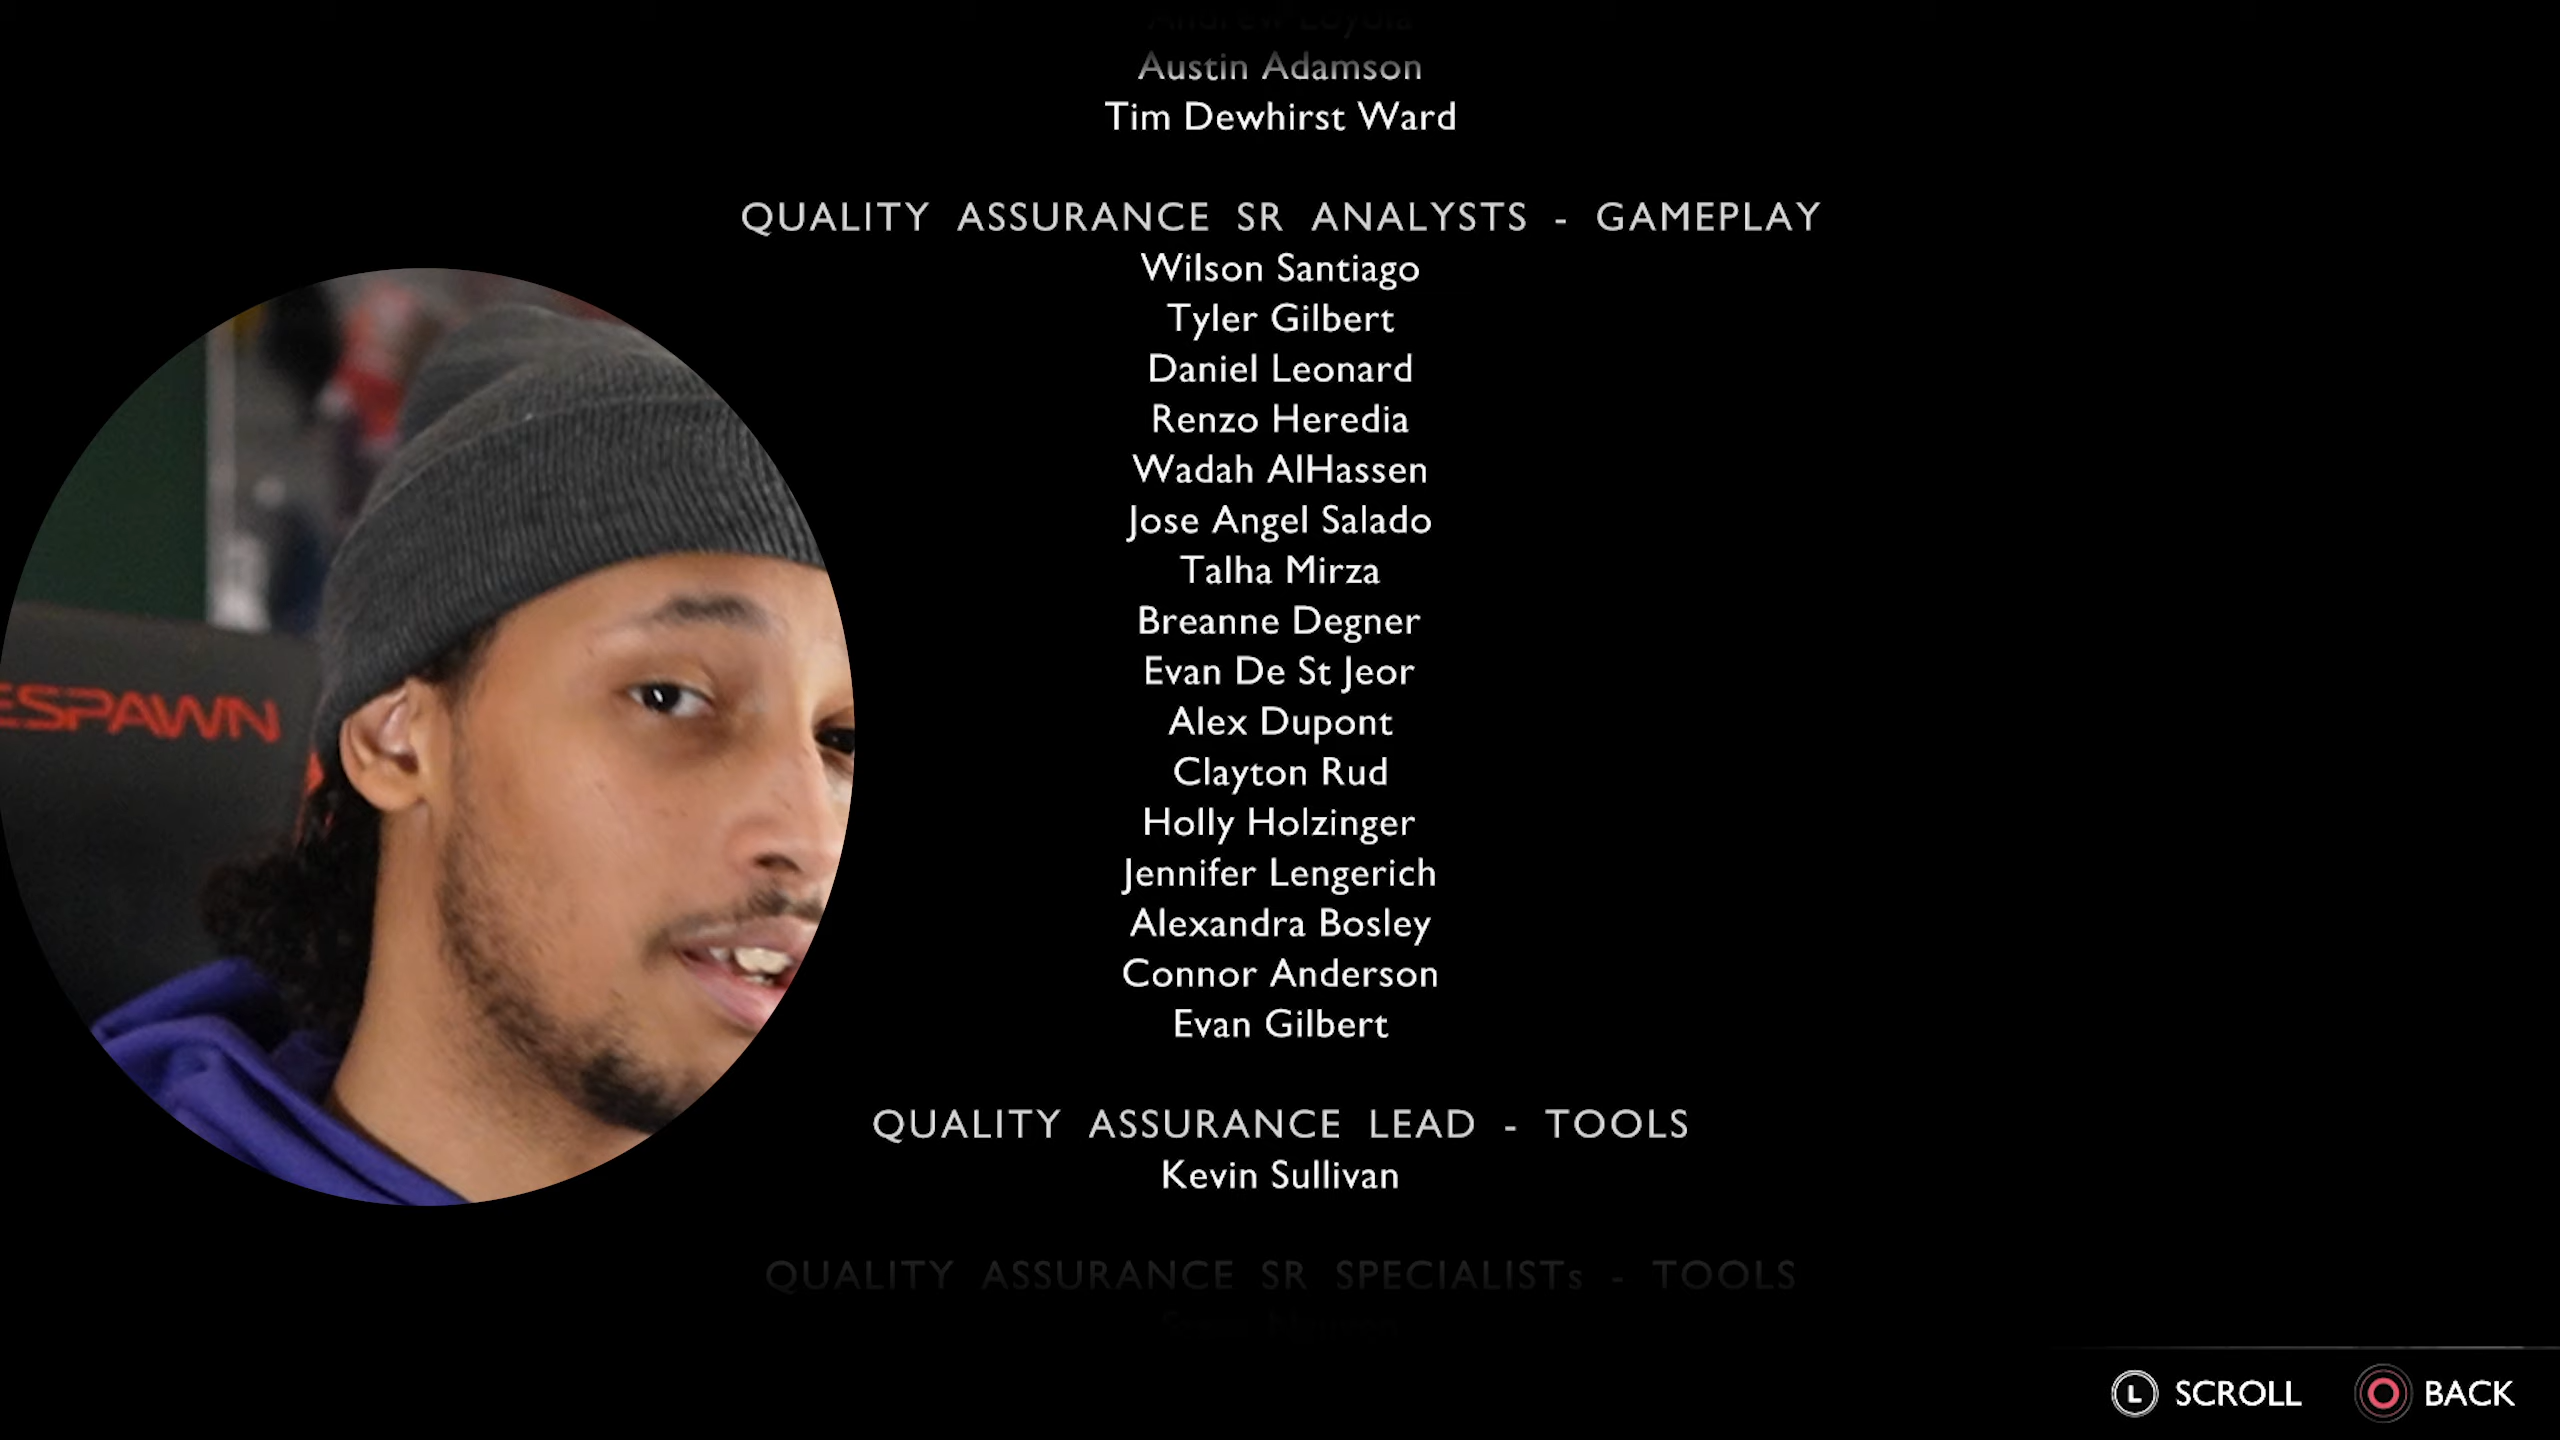 Andrew Loyola
Austin Adamson
Tim Dewhirst Ward
QUALITY ASSURANCE SR ANALYSTS - GAMEPLAY
Wilson Santiago
Tyler Gilbert
Daniel Leonard
Renzo Heredia
Wadah AlHassen
Jose Angel Salado
Talha Mirza
Breanne Degner
Evan De St Jeor
Alex Dupont
Clayton Rud
Holly Holzinger
Jennifer Lengerich
Alexandra Bosley
Connor Anderson
Evan Gilbert
ESPAWN
QUALITY ASSURANCE LEAD - TOOLS
Kevin Sullivan
QUALITY ASSURANCE SR SPECIALISTs - TOOLS
L SCROLL BACK